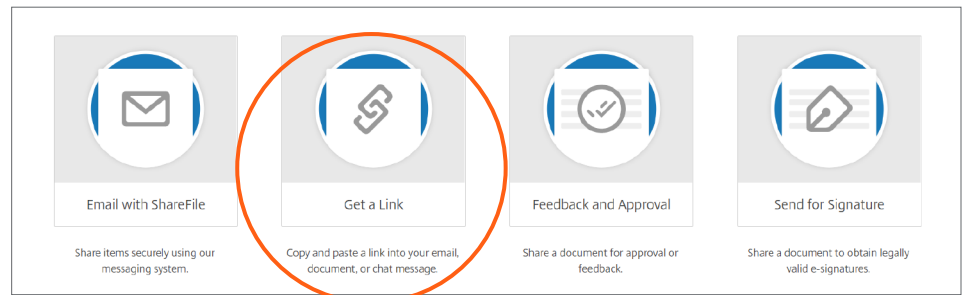 Email with ShareFile
Get a Link
Feedback and Approval
Send for Signature
Share items securely using our
messaging system.
Copy and paste a link into your email,
document, or chat message.
Share a document for approval or
feedback.
Share a document to obtain legally
valid e-signatures.